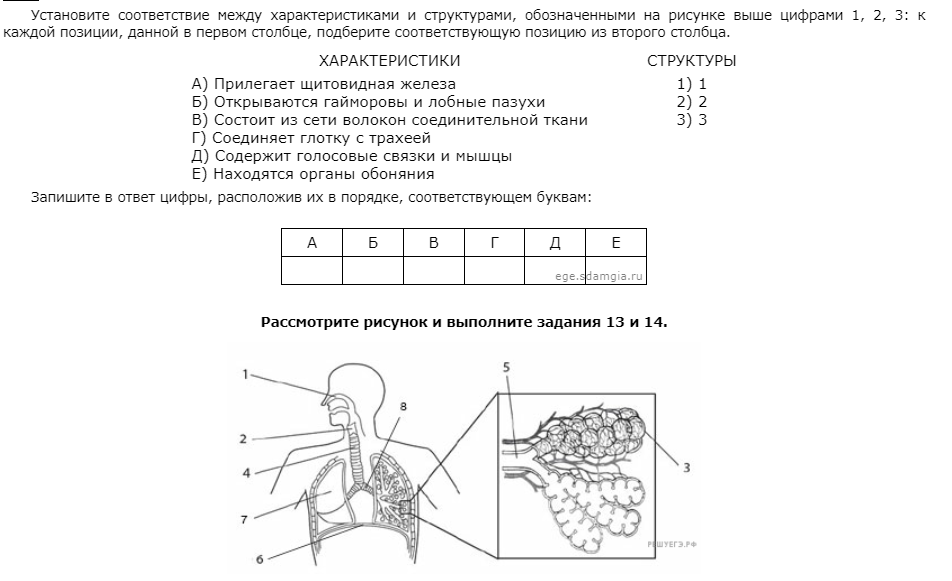 Установите соответствие между характеристиками и структурами, обозначенными на рисунке выше цифрами 1, 2, 3: к
каждой позиции, данной в первом столбце, подберите соответствующую позицию из второго столбца.
ХАРАКТЕРИСТИКИ СТРУКТУРЫ
А) Прилегает щитовидная железа 1) 1
Б) Открываются гайморовы и лобные пазухи 2) 2
В) Состоит из сети волокон соединительной ткани 3) 3
Г) Соединяет глотку с трахеей
Д) Содержит голосовые связки и мышцы
Е) Находятся органы обоняния
Запишите в ответ цифры, расположив их в порядке, соответствующем буквам:
А Б В Г Д Е
ege.sdamgia.ru
Рассмотрите рисунок и выполните задания 13 и 14.
1
5
8
2
4
3
7
6
РЕШУЕГЭ.РФ